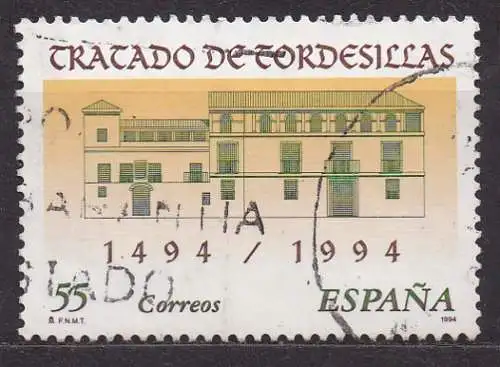 TRATADO DE TORDESILLAS
1494 / 1994
55 Correos ESPAÑA
F.N.M.T. 1994